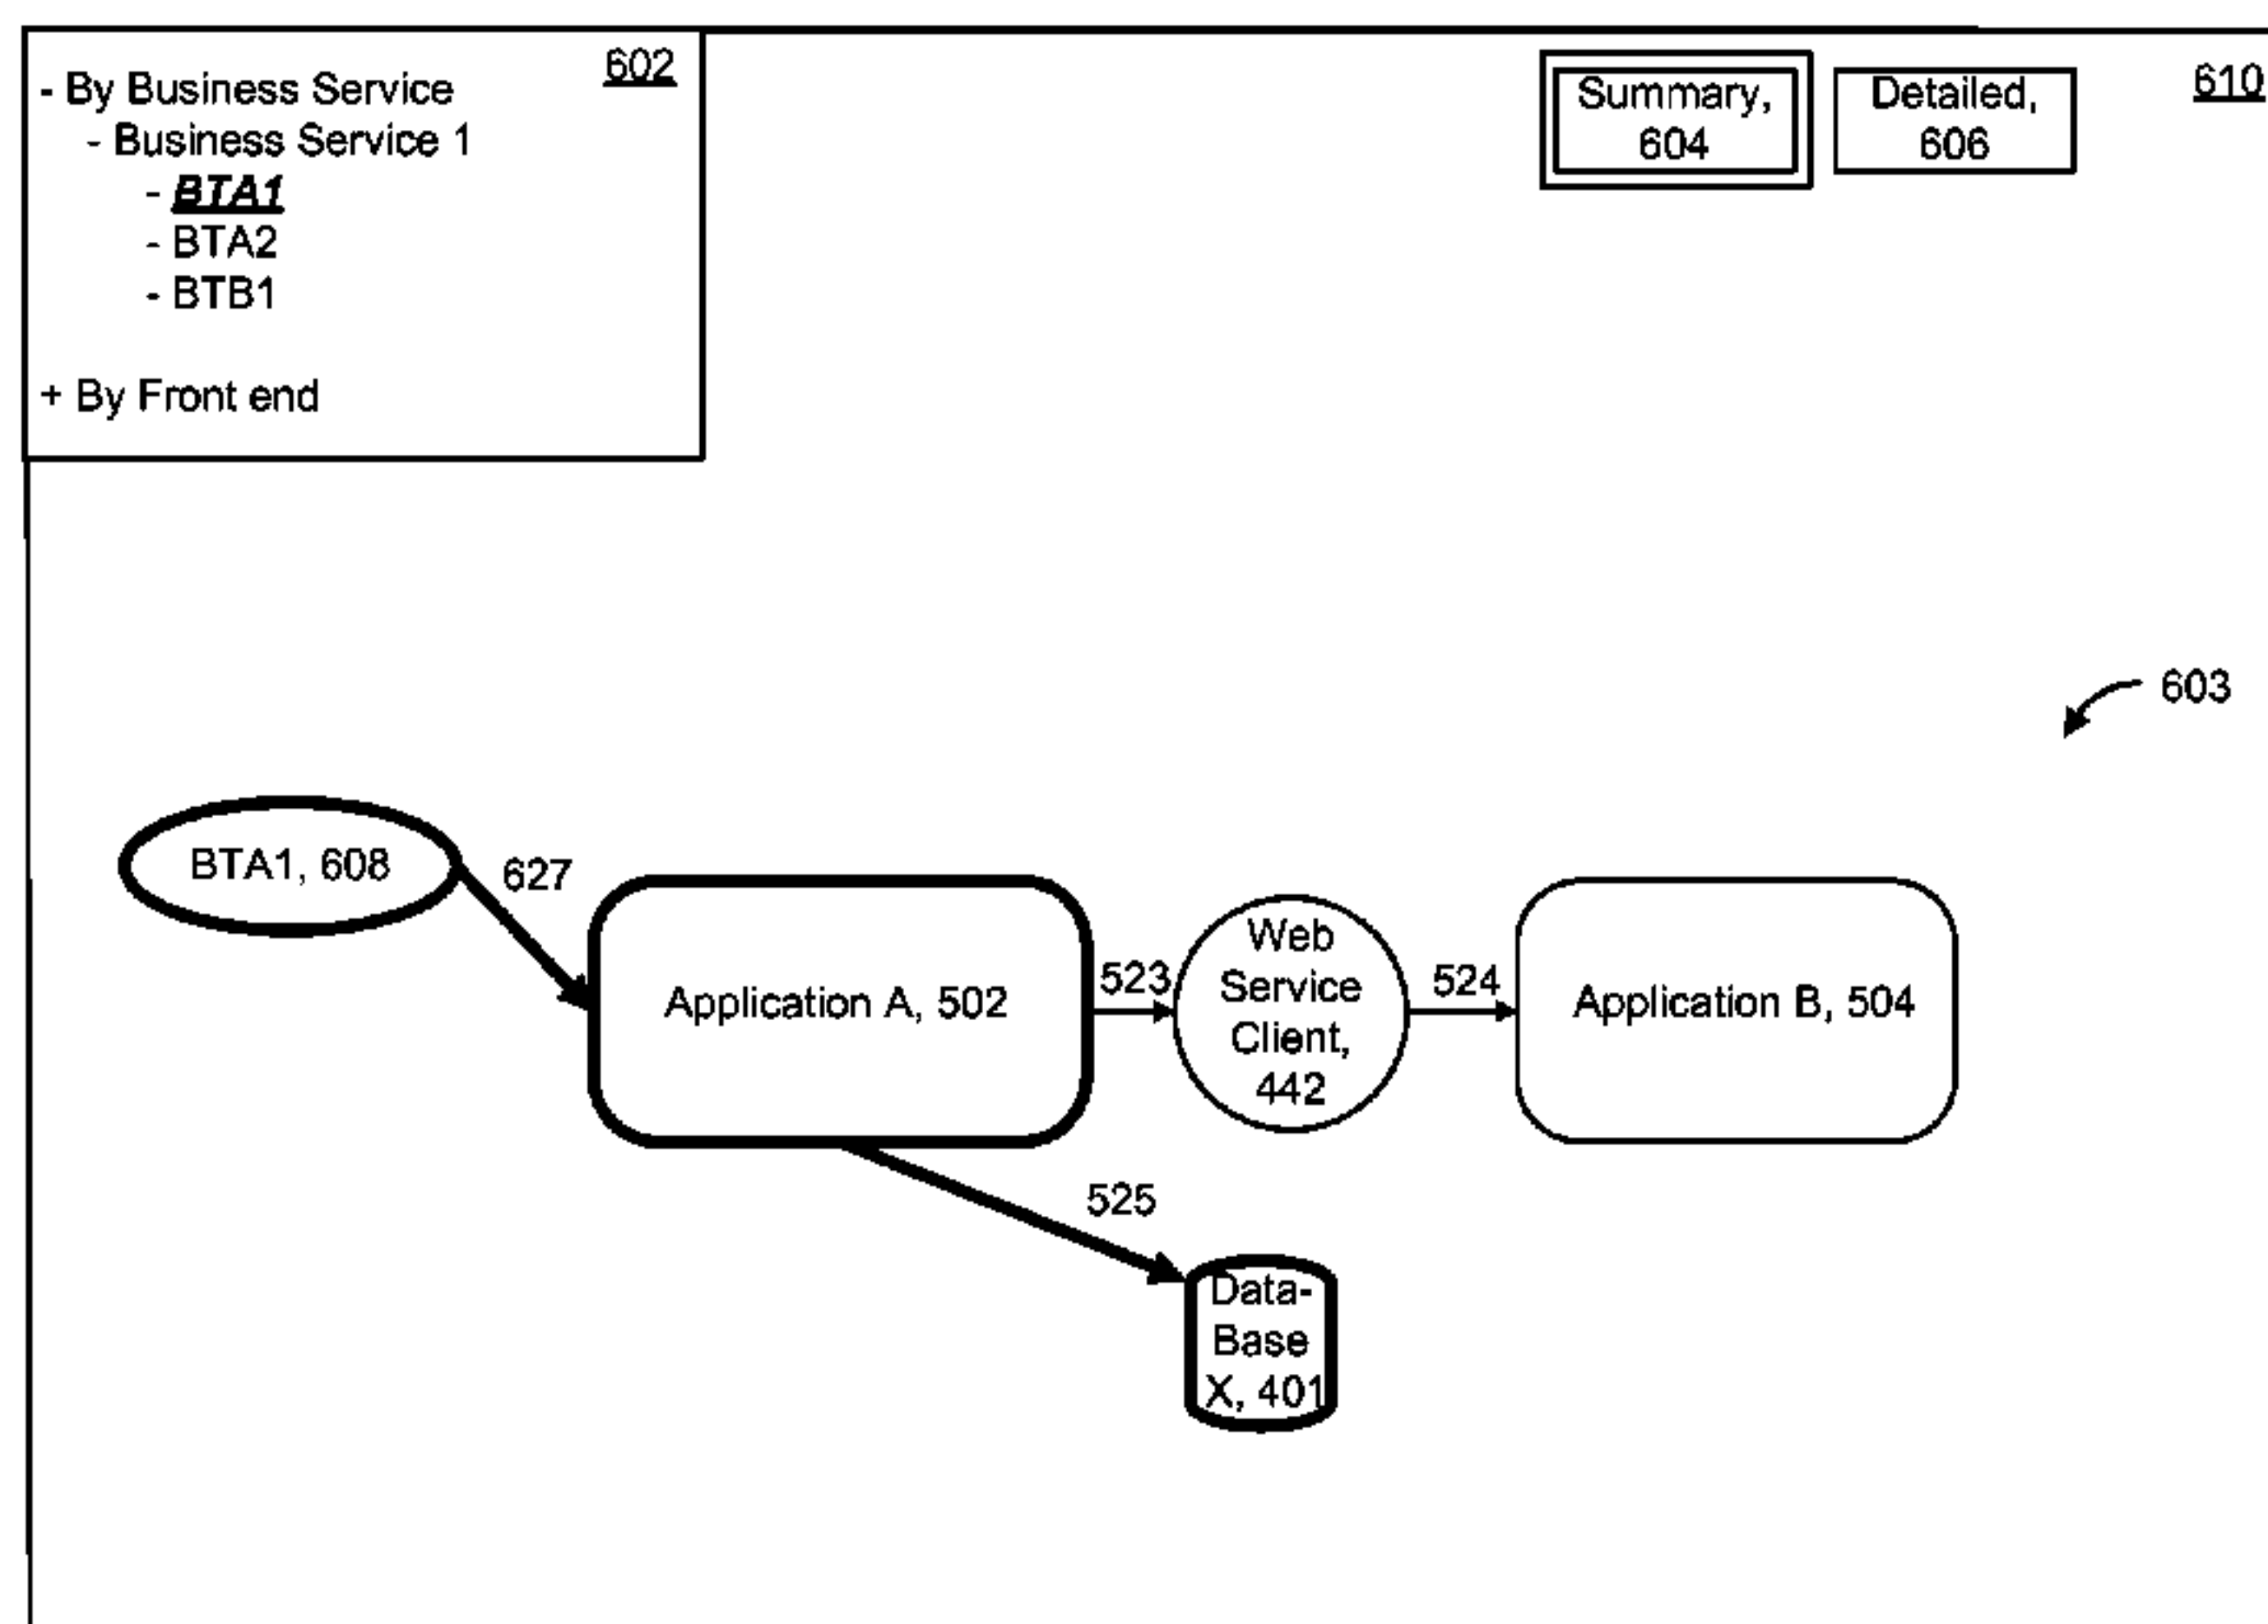 - By Business Service
602
- Business Service 1
- BTA1
- BTA2
- BTB1
+ By Front end
Summary,
604
Detailed,
606
610
603
BTA1, 608
627
Application A, 502
523
Web
Service
Client,
442
524
Application B, 504
525
Data-
Base
X, 401